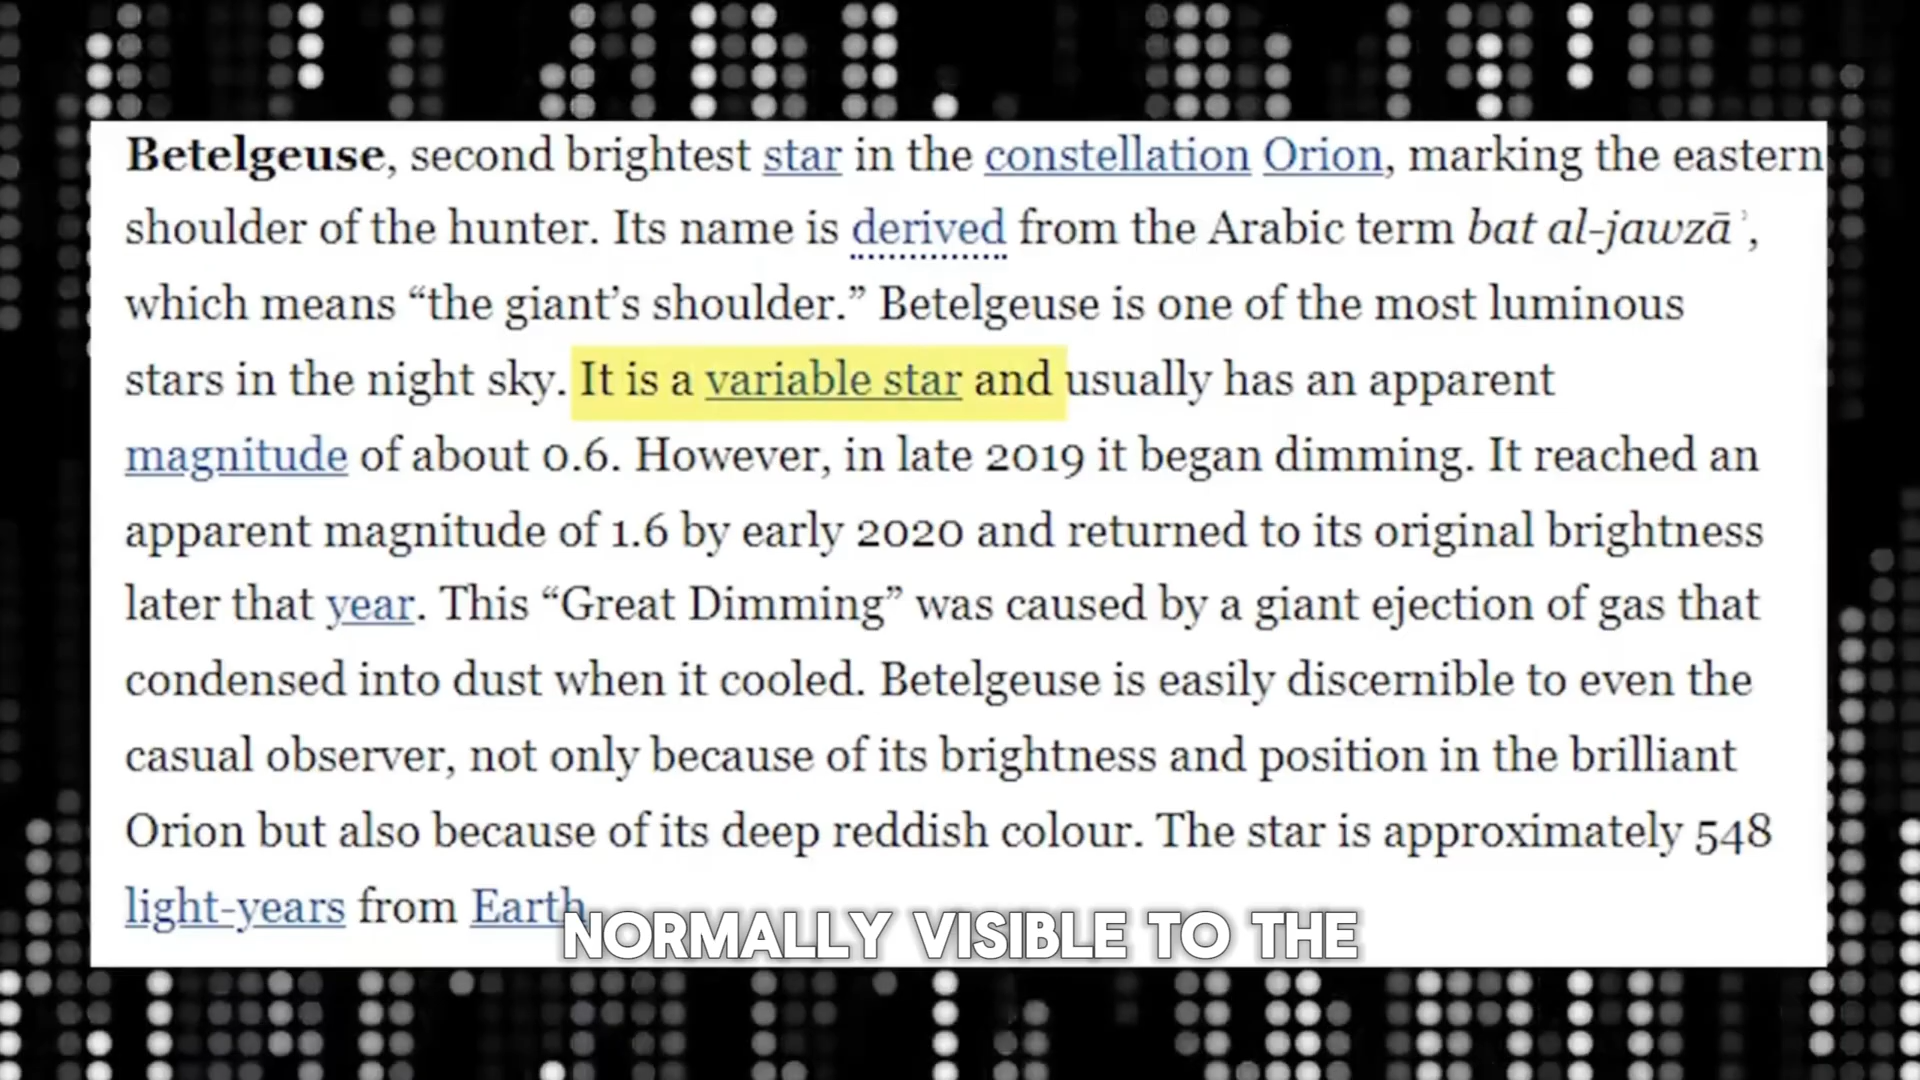 Betelgeuse, second brightest star in the constellation Orion, marking the eastern
shoulder of the hunter. Its name is derived from the Arabic term bat al-jawzāʾ,
which means “the giant’s shoulder.” Betelgeuse is one of the most luminous
stars in the night sky. It is a variable star and usually has an apparent
magnitude of about 0.6. However, in late 2019 it began dimming. It reached an
apparent magnitude of 1.6 by early 2020 and returned to its original brightness
later that year. This “Great Dimming” was caused by a giant ejection of gas that
condensed into dust when it cooled. Betelgeuse is easily discernible to even the
casual observer, not only because of its brightness and position in the brilliant
Orion but also because of its deep reddish colour. The star is approximately 548
light-years from Earth
NORMALLY VISIBLE TO THE